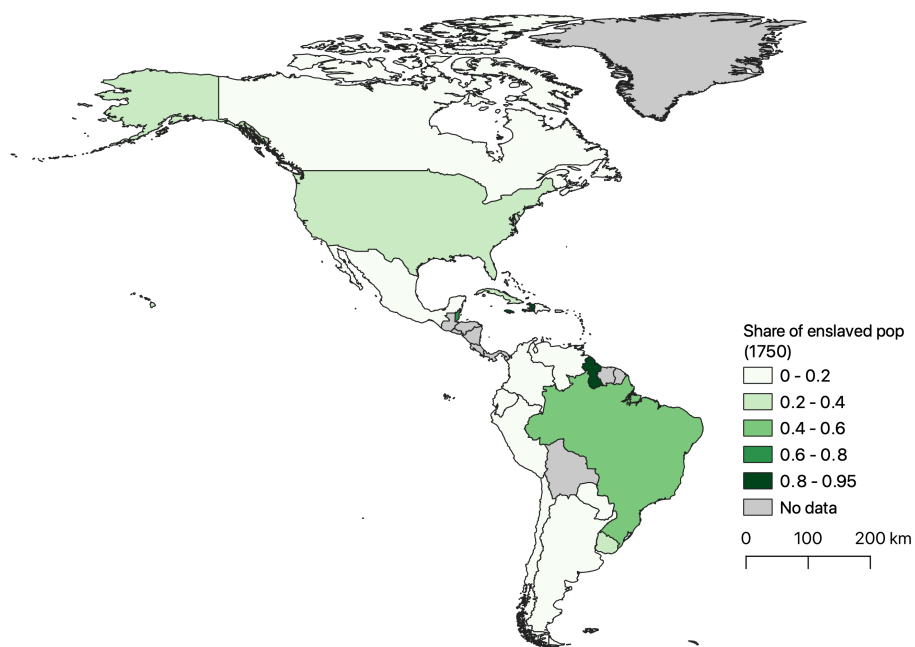 Share of enslaved pop
(1750)
0 - 0.2
0.2 - 0.4
0.4 - 0.6
0.6 - 0.8
0.8 - 0.95
No data
0 100 200 km